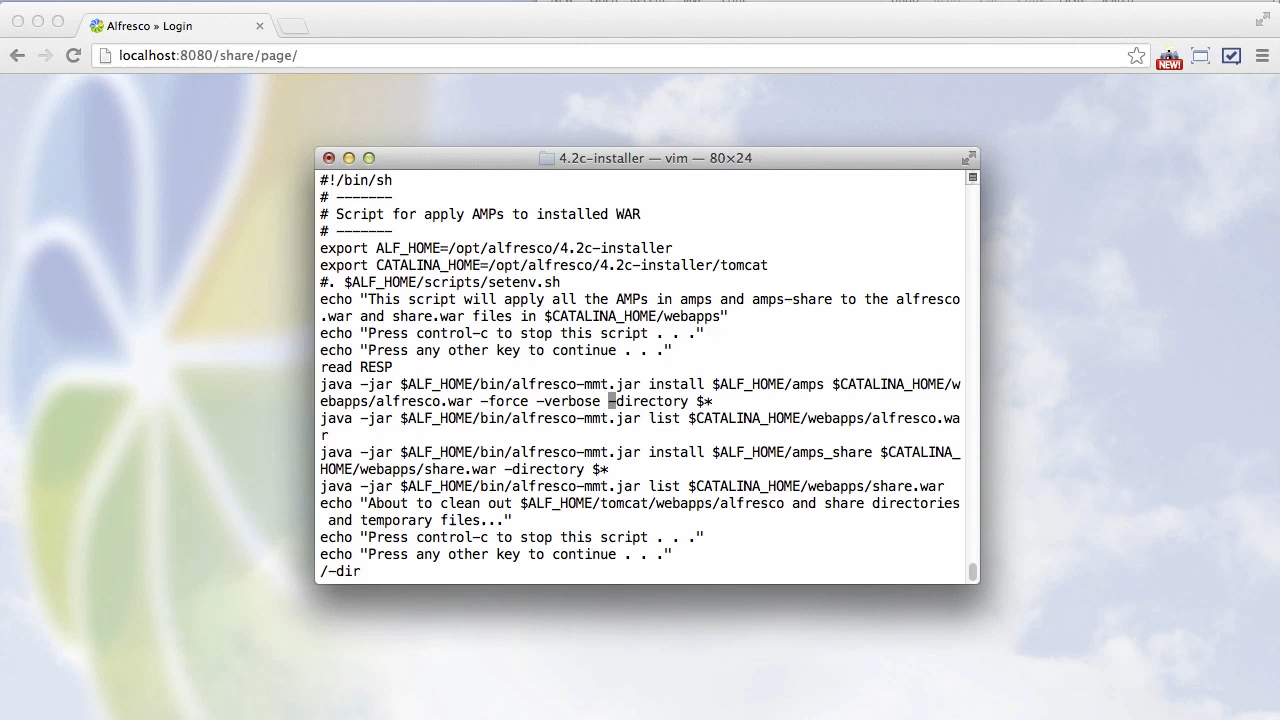 Alfresco » Login
localhost:8080/share/page/
NEW!
4.2c-installer — vim — 80×24
#!/bin/sh
# -------
# Script for apply AMPs to installed WAR
# -------
export ALF_HOME=/opt/alfresco/4.2c-installer
export CATALINA_HOME=/opt/alfresco/4.2c-installer/tomcat
#. $ALF_HOME/scripts/setenv.sh
echo "This script will apply all the AMPs in amps and amps-share to the alfresco
.war and share.war files in $CATALINA_HOME/webapps"
echo "Press control-c to stop this script . . ."
echo "Press any other key to continue . . ."
read RESP
java -jar $ALF_HOME/bin/alfresco-mmt.jar install $ALF_HOME/amps $CATALINA_HOME/w
ebapps/alfresco.war -force -verbose -directory $*
java -jar $ALF_HOME/bin/alfresco-mmt.jar list $CATALINA_HOME/webapps/alfresco.wa
r
java -jar $ALF_HOME/bin/alfresco-mmt.jar install $ALF_HOME/amps_share $CATALINA_
HOME/webapps/share.war -directory $*
java -jar $ALF_HOME/bin/alfresco-mmt.jar list $CATALINA_HOME/webapps/share.war
echo "About to clean out $ALF_HOME/tomcat/webapps/alfresco and share directories
 and temporary files..."
echo "Press control-c to stop this script . . ."
echo "Press any other key to continue . . ."
/-dir